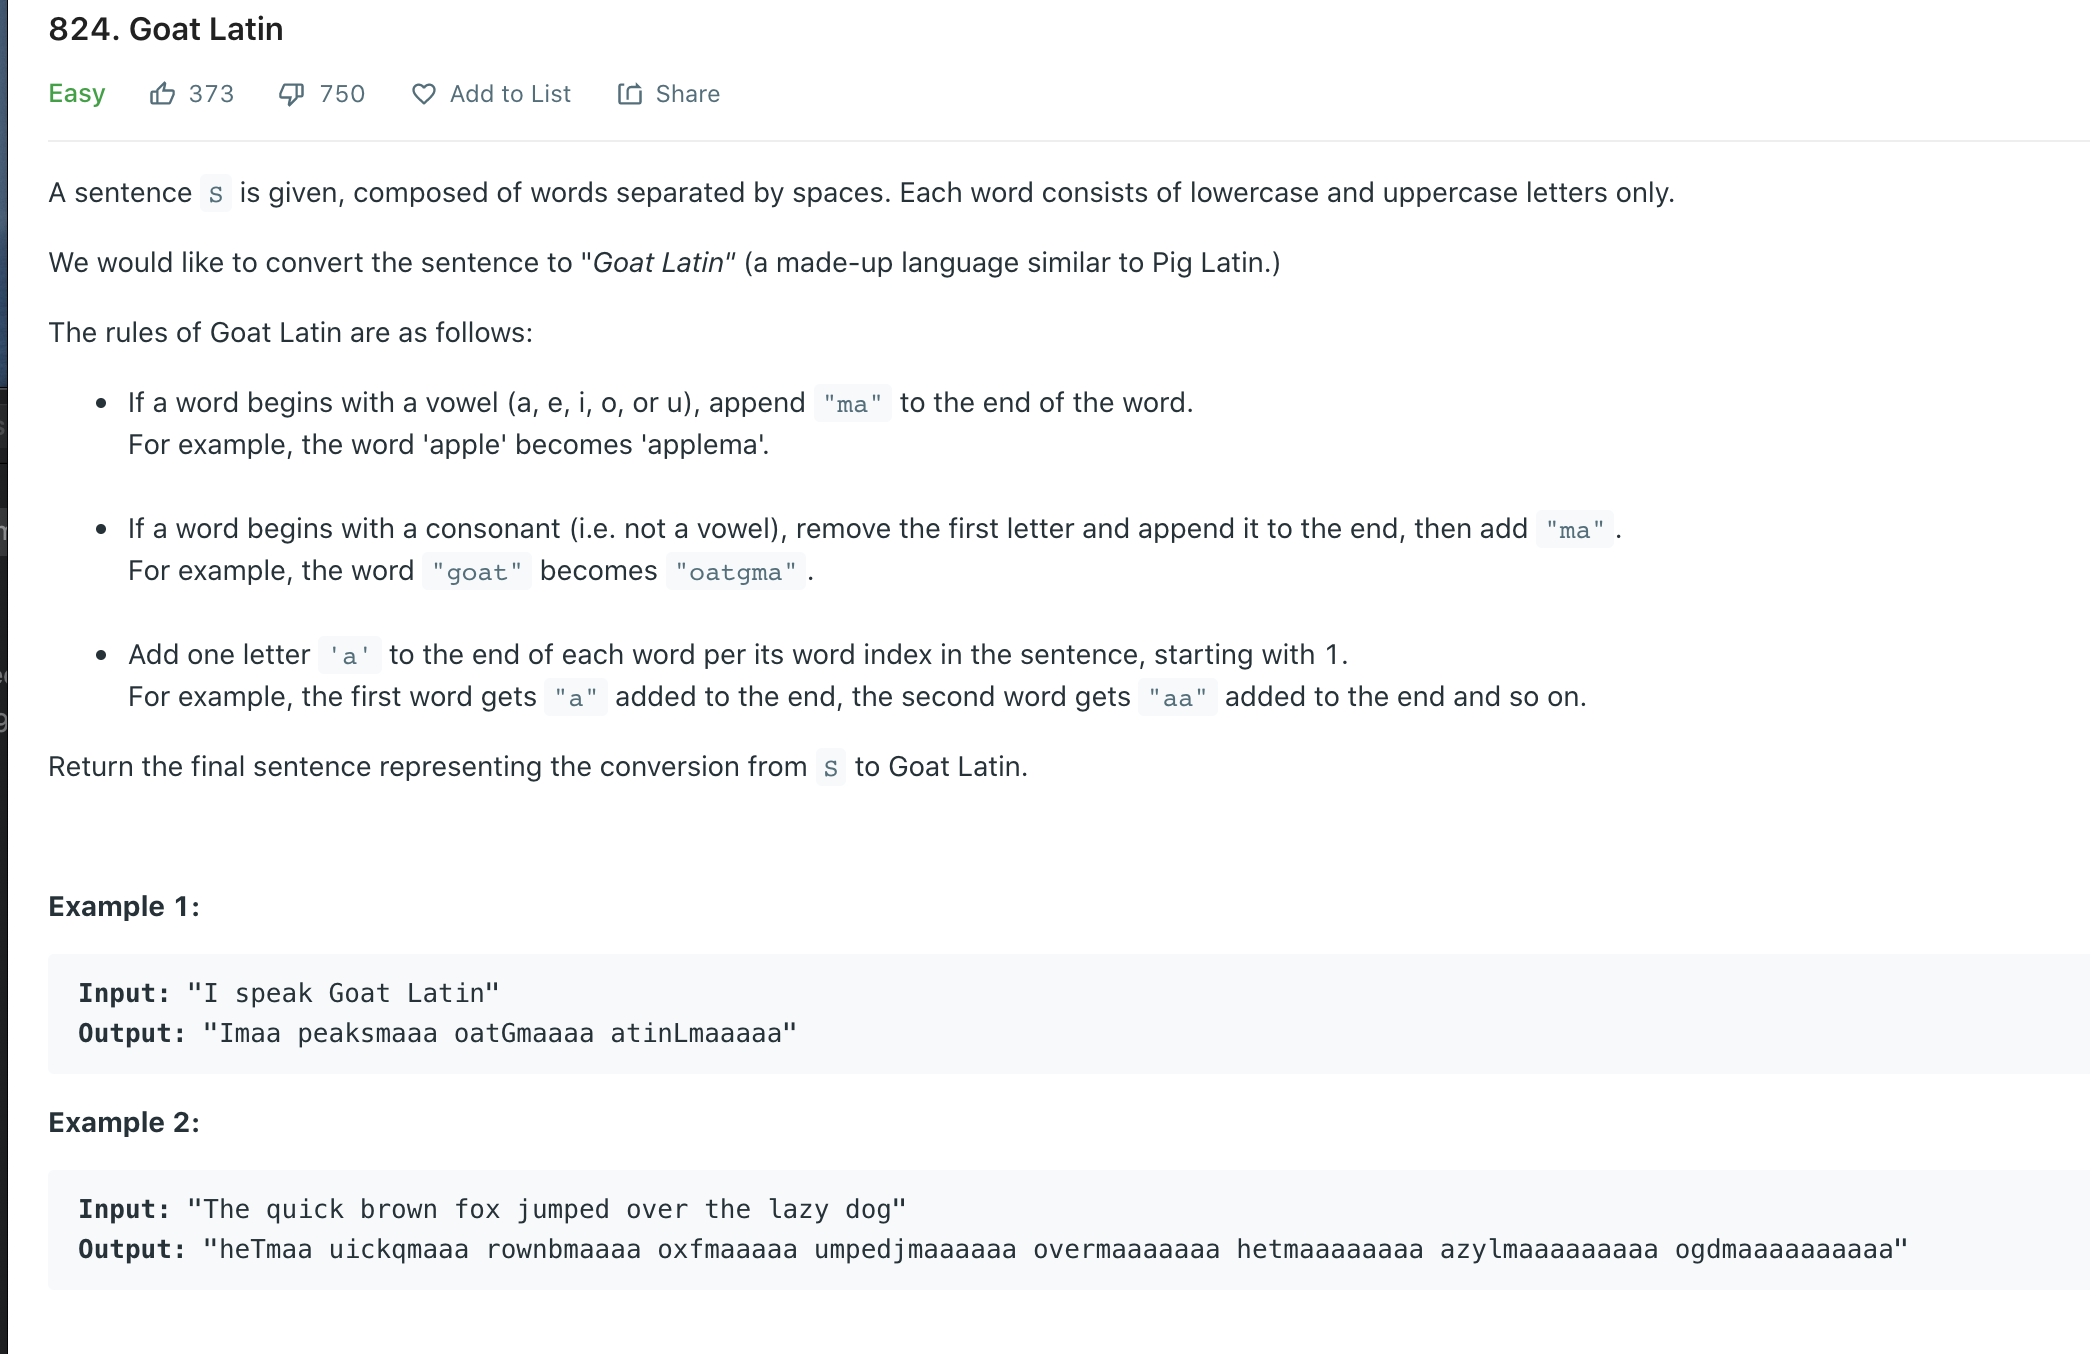 824. Goat Latin
Easy 373 750 Add to List Share
A sentence S is given, composed of words separated by spaces. Each word consists of lowercase and uppercase letters only.
We would like to convert the sentence to "Goat Latin" (a made-up language similar to Pig Latin.)
The rules of Goat Latin are as follows:
• If a word begins with a vowel (a, e, i, o, or u), append "ma" to the end of the word.
For example, the word 'apple' becomes 'applema'.
• If a word begins with a consonant (i.e. not a vowel), remove the first letter and append it to the end, then add "ma".
For example, the word "goat" becomes "oatgma".
• Add one letter 'a' to the end of each word per its word index in the sentence, starting with 1.
For example, the first word gets "a" added to the end, the second word gets "aa" added to the end and so on.
Return the final sentence representing the conversion from S to Goat Latin.
Example 1:
Input: "I speak Goat Latin"
Output: "Imaa peaksmaaa oatGmaaaa atinLmaaaaa"
Example 2:
Input: "The quick brown fox jumped over the lazy dog"
Output: "heTmaa uickqmaaa rownbmaaaa oxfmaaaaa umpedjmaaaaaa overmaaaaaaa hetmaaaaaaaa azylmaaaaaaaaa ogdmaaaaaaaaaa"